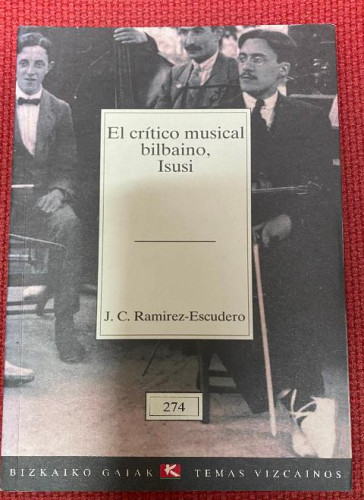 El crítico musical
bilbaino,
Isusi
J. C. Ramirez-Escudero
274
BIZKAIKO GAIAK K TEMAS VIZCAINOS